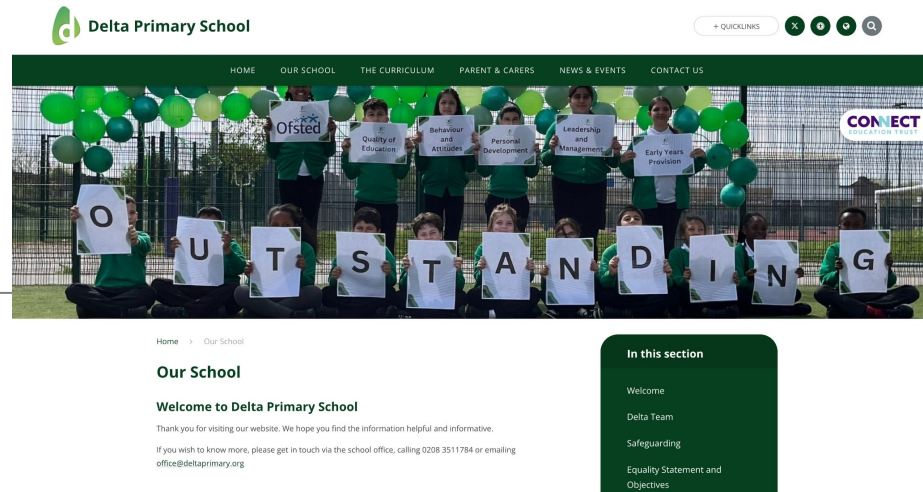 Delta Primary School
+ QUICKLINKS
HOME OUR SCHOOL THE CURRICULUM PARENT & CARERS NEWS & EVENTS CONTACT US
Ofsted
Quality of
Education
Behaviour
and
Attitudes
Personal
Development
Leadership
and
Management
Early Years
Provision
CONNECT
EDUCATION TRUST
O U T S T A N D I N G
Home > Our School
Our School
Welcome to Delta Primary School
Thank you for visiting our website. We hope you find the information helpful and informative.
If you wish to know more, please get in touch via the school office, calling 0208 3511784 or emailing
office@deltaprimary.org
In this section
Welcome
Delta Team
Safeguarding
Equality Statement and
Objectives